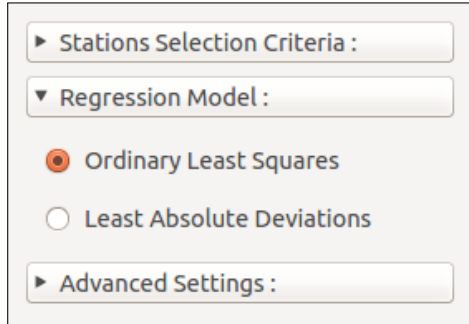 Stations Selection Criteria :
Regression Model :
Ordinary Least Squares
Least Absolute Deviations
Advanced Settings :